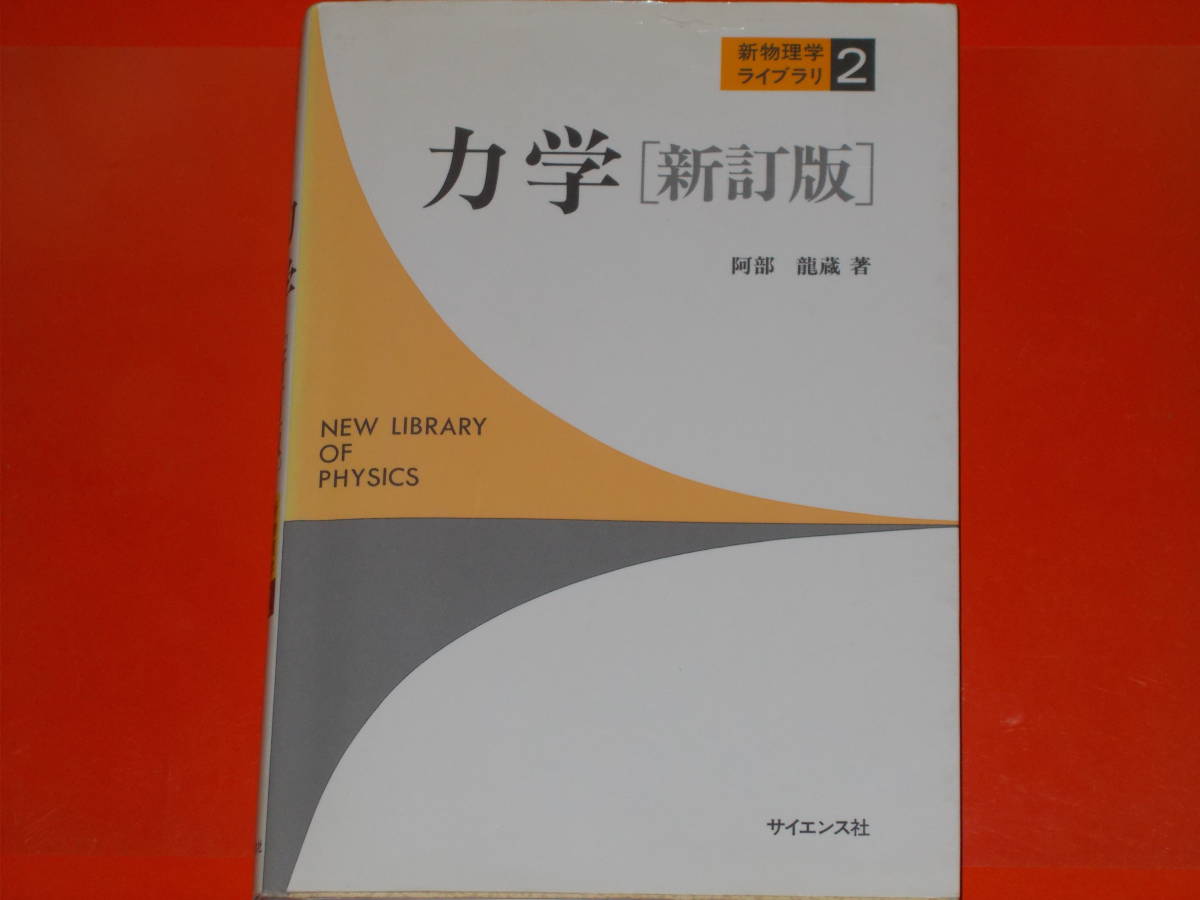 新物理学
ライブラリ 2
力学[新訂版]
阿部 龍蔵 著
NEW LIBRARY
OF
PHYSICS
サイエンス社